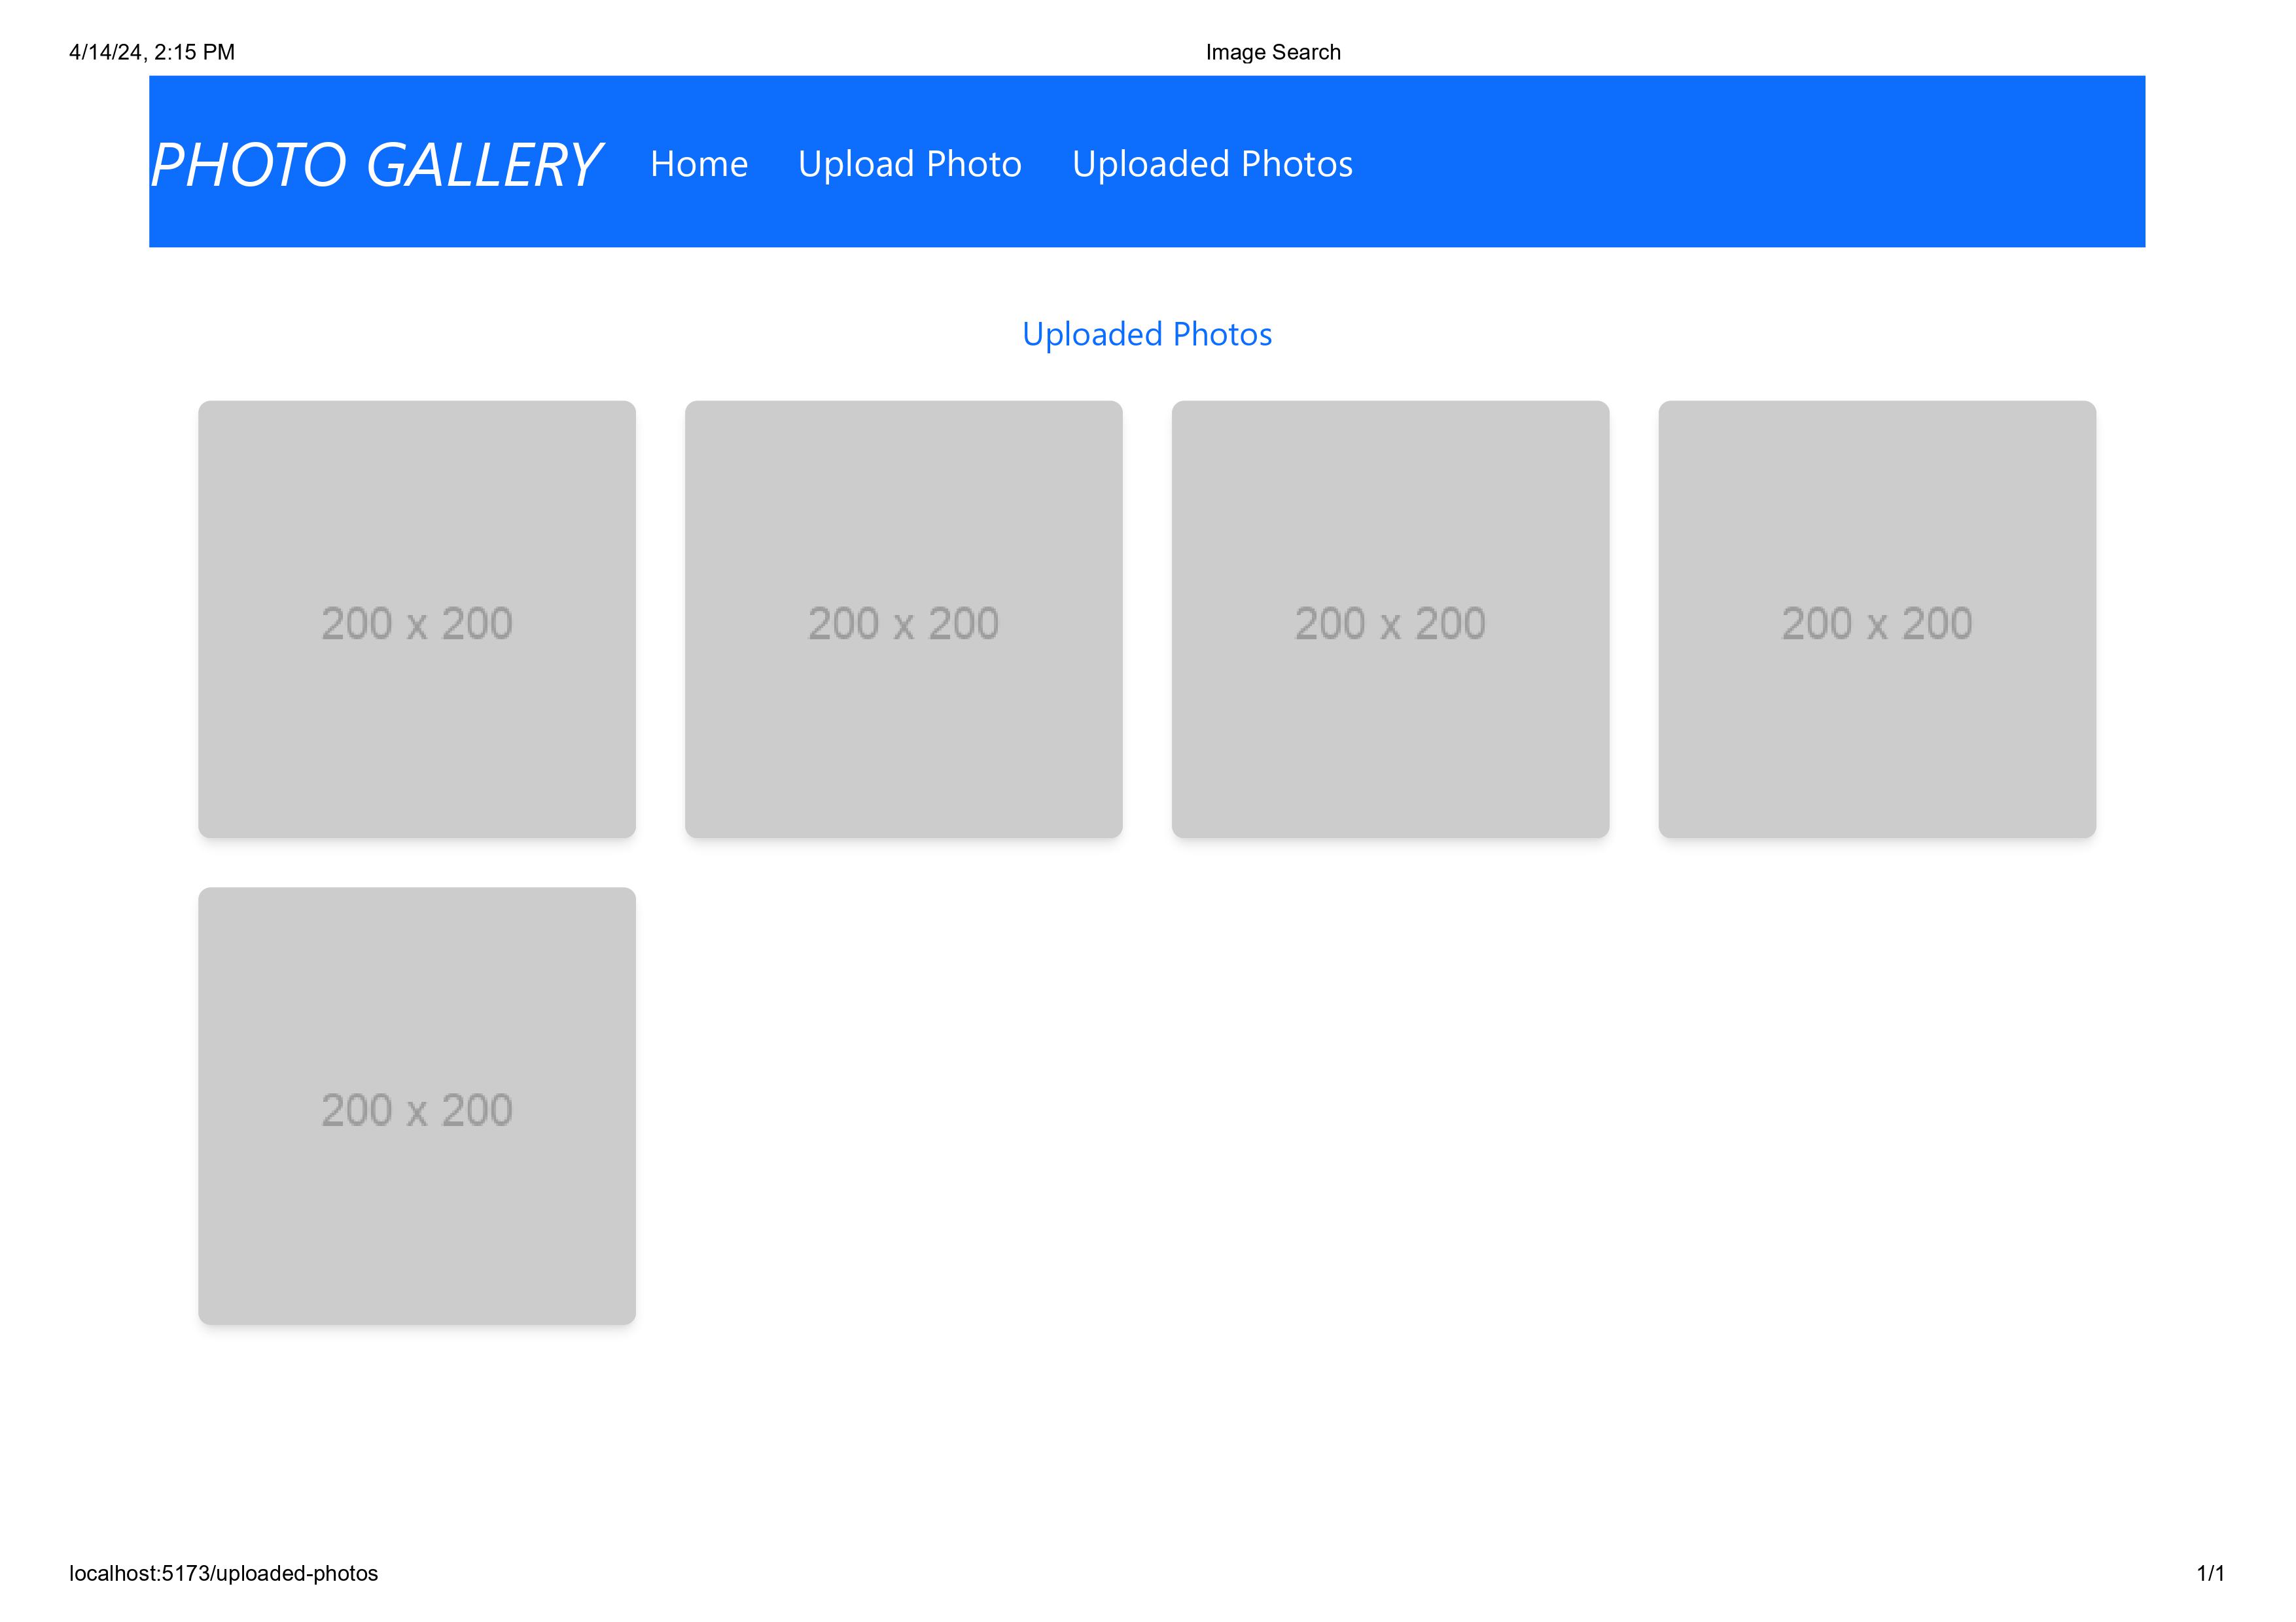 4/14/24, 2:15 PM Image Search
PHOTO GALLERY Home Upload Photo Uploaded Photos
Uploaded Photos
200 x 200 200 x 200 200 x 200 200 x 200
200 x 200
localhost:5173/uploaded-photos 1/1